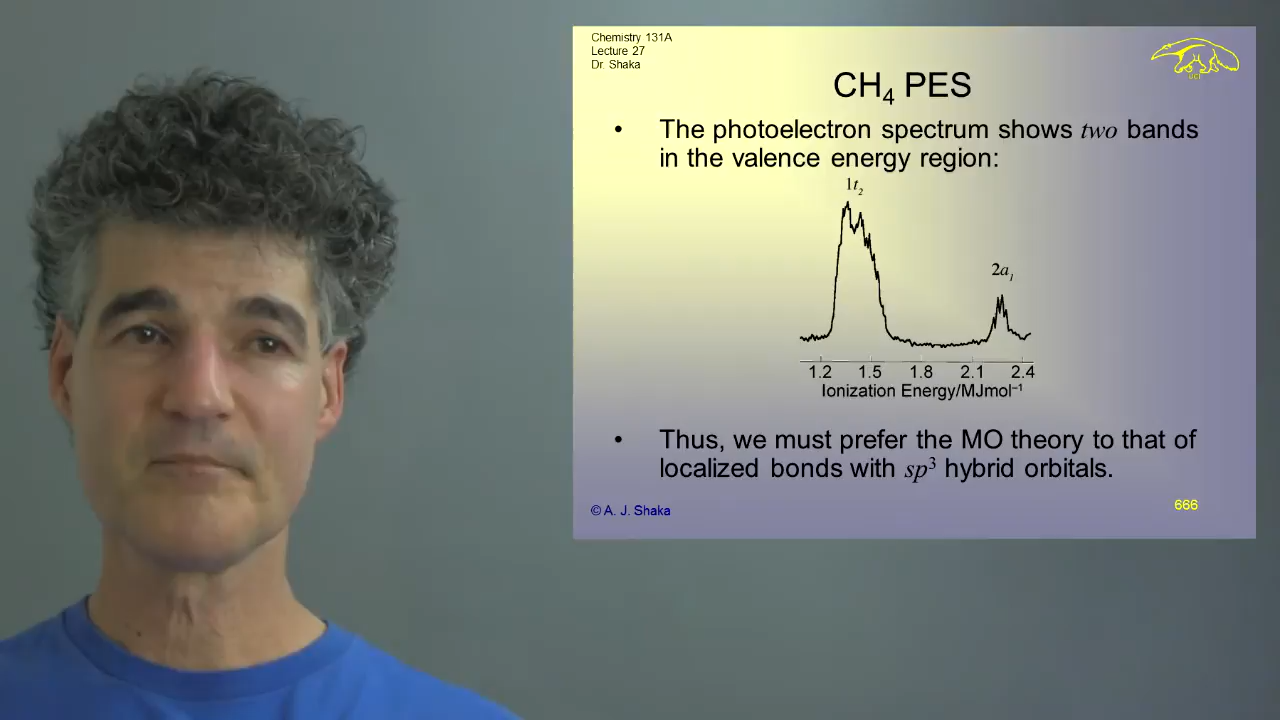 Chemistry 131A
Lecture 27
Dr. Shaka
UCI
CH₄ PES
• The photoelectron spectrum shows two bands
in the valence energy region:
1t₂
2a₁
1.2 1.5 1.8 2.1 2.4
Ionization Energy/MJmol⁻¹
• Thus, we must prefer the MO theory to that of
localized bonds with sp³ hybrid orbitals.
© A. J. Shaka
666